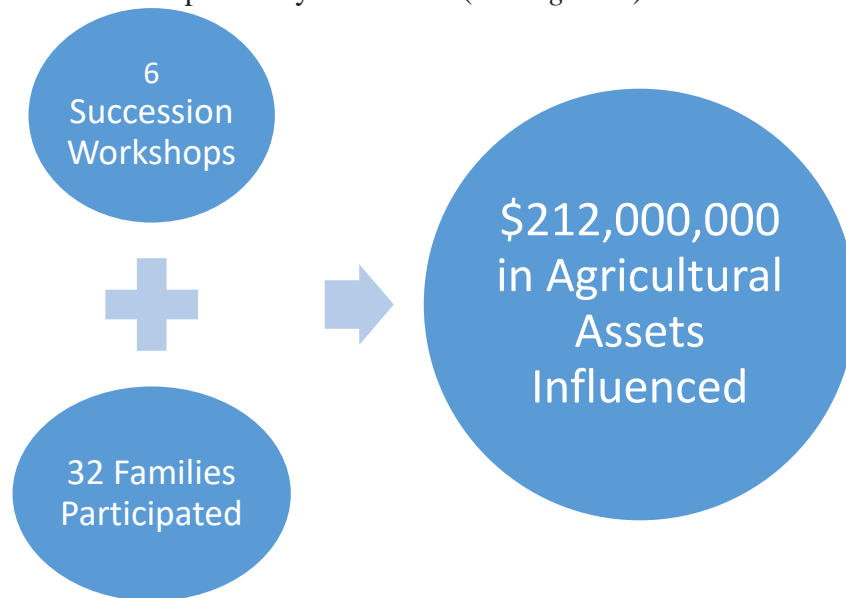 6
Succession
Workshops
32 Families
Participated
$212,000,000
in Agricultural
Assets
Influenced